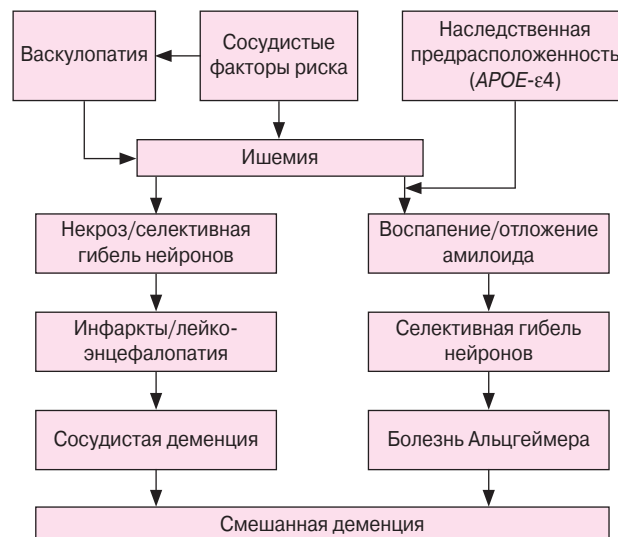 Васкулопатия
Сосудистые
факторы риска
Наследственная
предрасположенность
(APOE-ε4)
Ишемия
Некроз/селективная
гибель нейронов
Воспапение/отложение
амилоида
Инфаркты/лейко-
энцефалопатия
Селективная гибель
нейронов
Сосудистая деменция
Болезнь Альцгеймера
Смешанная деменция